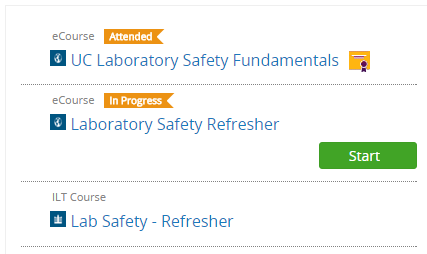 eCourse Attended
UC Laboratory Safety Fundamentals
eCourse In Progress
Laboratory Safety Refresher
Start
ILT Course
Lab Safety - Refresher